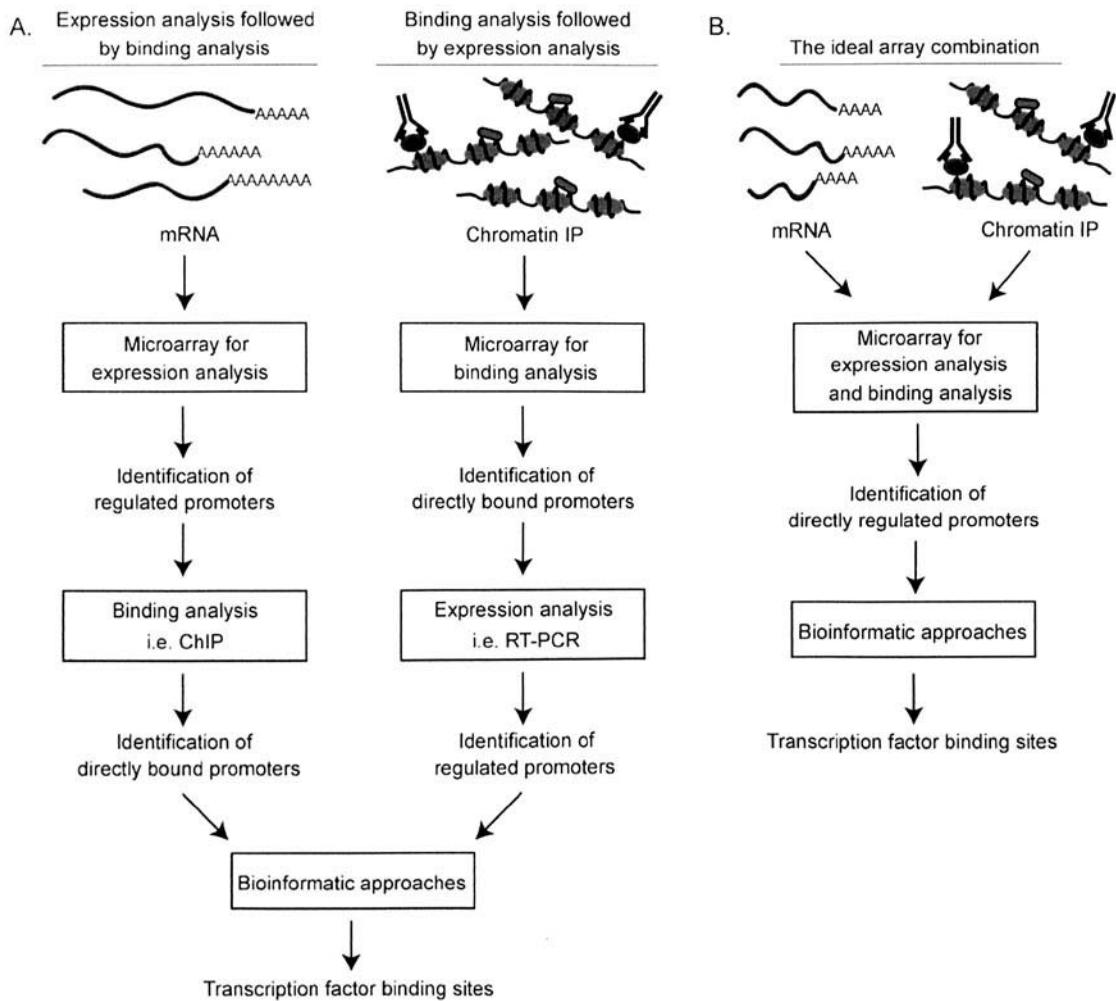 A.
Expression analysis followed
by binding analysis
AAAAA
AAAAAA
AAAAAAAA
mRNA
Microarray for
expression analysis
Identification of
regulated promoters
Binding analysis
i.e. ChIP
Identification of
directly bound promoters
Binding analysis followed
by expression analysis
Chromatin IP
Microarray for
binding analysis
Identification of
directly bound promoters
Expression analysis
i.e. RT-PCR
Identification of
regulated promoters
Bioinformatic approaches
Transcription factor binding sites
B.
The ideal array combination
AAAA
AAAAA
AAAA
mRNA
Chromatin IP
Microarray for
expression analysis
and binding analysis
Identification of
directly regulated promoters
Bioinformatic approaches
Transcription factor binding sites